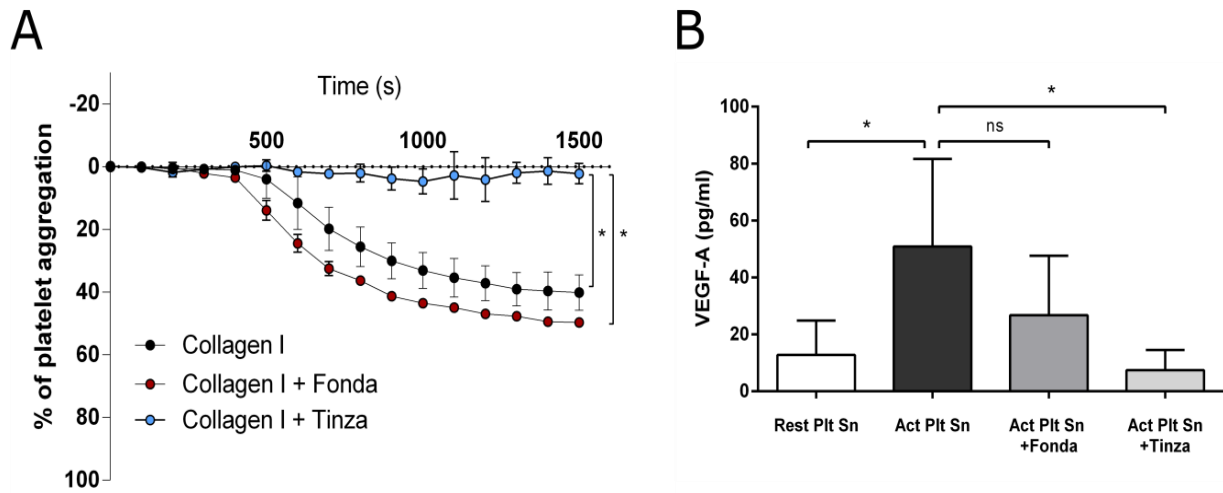 A
Time (s)
-20
500
1000
1500
0
20
40
60
80
100
% of platelet aggregation
*
*
Collagen I
Collagen I + Fonda
Collagen I + Tinza
B
*
*
ns
100
80
60
40
20
0
VEGF-A (pg/ml)
Rest Plt Sn
Act Plt Sn
Act Plt Sn
+Fonda
Act Plt Sn
+Tinza